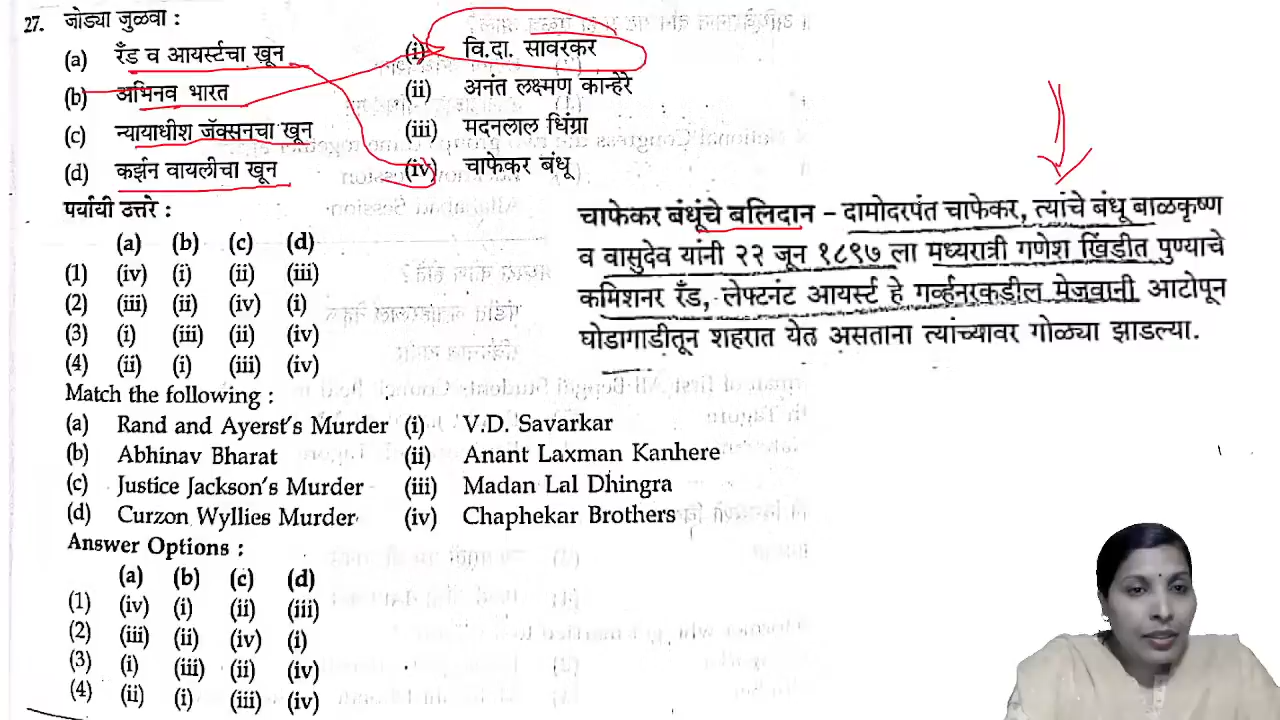 27. जोड्या जुळवा :
(a) रँड व आयर्स्टचा खून (i) वि.दा. सावरकर
(b) अभिनव भारत (ii) अनंत लक्ष्मण कान्हेरे
(c) न्यायाधीश जॅक्सनचा खून (iii) मदनलाल धिंग्रा
(d) कर्झन वायलीचा खून (iv) चाफेकर बंधू
पर्यायी उत्तरे :
(a) (b) (c) (d)
(1) (iv) (i) (ii) (iii)
(2) (iii) (ii) (iv) (i)
(3) (i) (iii) (ii) (iv)
(4) (ii) (i) (iii) (iv)
Match the following :
(a) Rand and Ayerst's Murder (i) V.D. Savarkar
(b) Abhinav Bharat (ii) Anant Laxman Kanhere
(c) Justice Jackson's Murder (iii) Madan Lal Dhingra
(d) Curzon Wyllies Murder (iv) Chaphekar Brothers
Answer Options :
(a) (b) (c) (d)
(1) (iv) (i) (ii) (iii)
(2) (iii) (ii) (iv) (i)
(3) (i) (iii) (ii) (iv)
(4) (ii) (i) (iii) (iv)
चाफेकर बंधूंचे बलिदान – दामोदरपंत चाफेकर, त्यांचे बंधू बाळकृष्ण
व वासुदेव यांनी २२ जून १८९७ ला मध्यरात्री गणेश खिंडीत पुण्याचे
कमिशनर रँड, लेफ्टनंट आयर्स्ट हे गर्व्हनरकडील मेजवानी आटोपून
घोडागाडीतून शहरात येत असताना त्यांच्यावर गोळ्या झाडल्या.